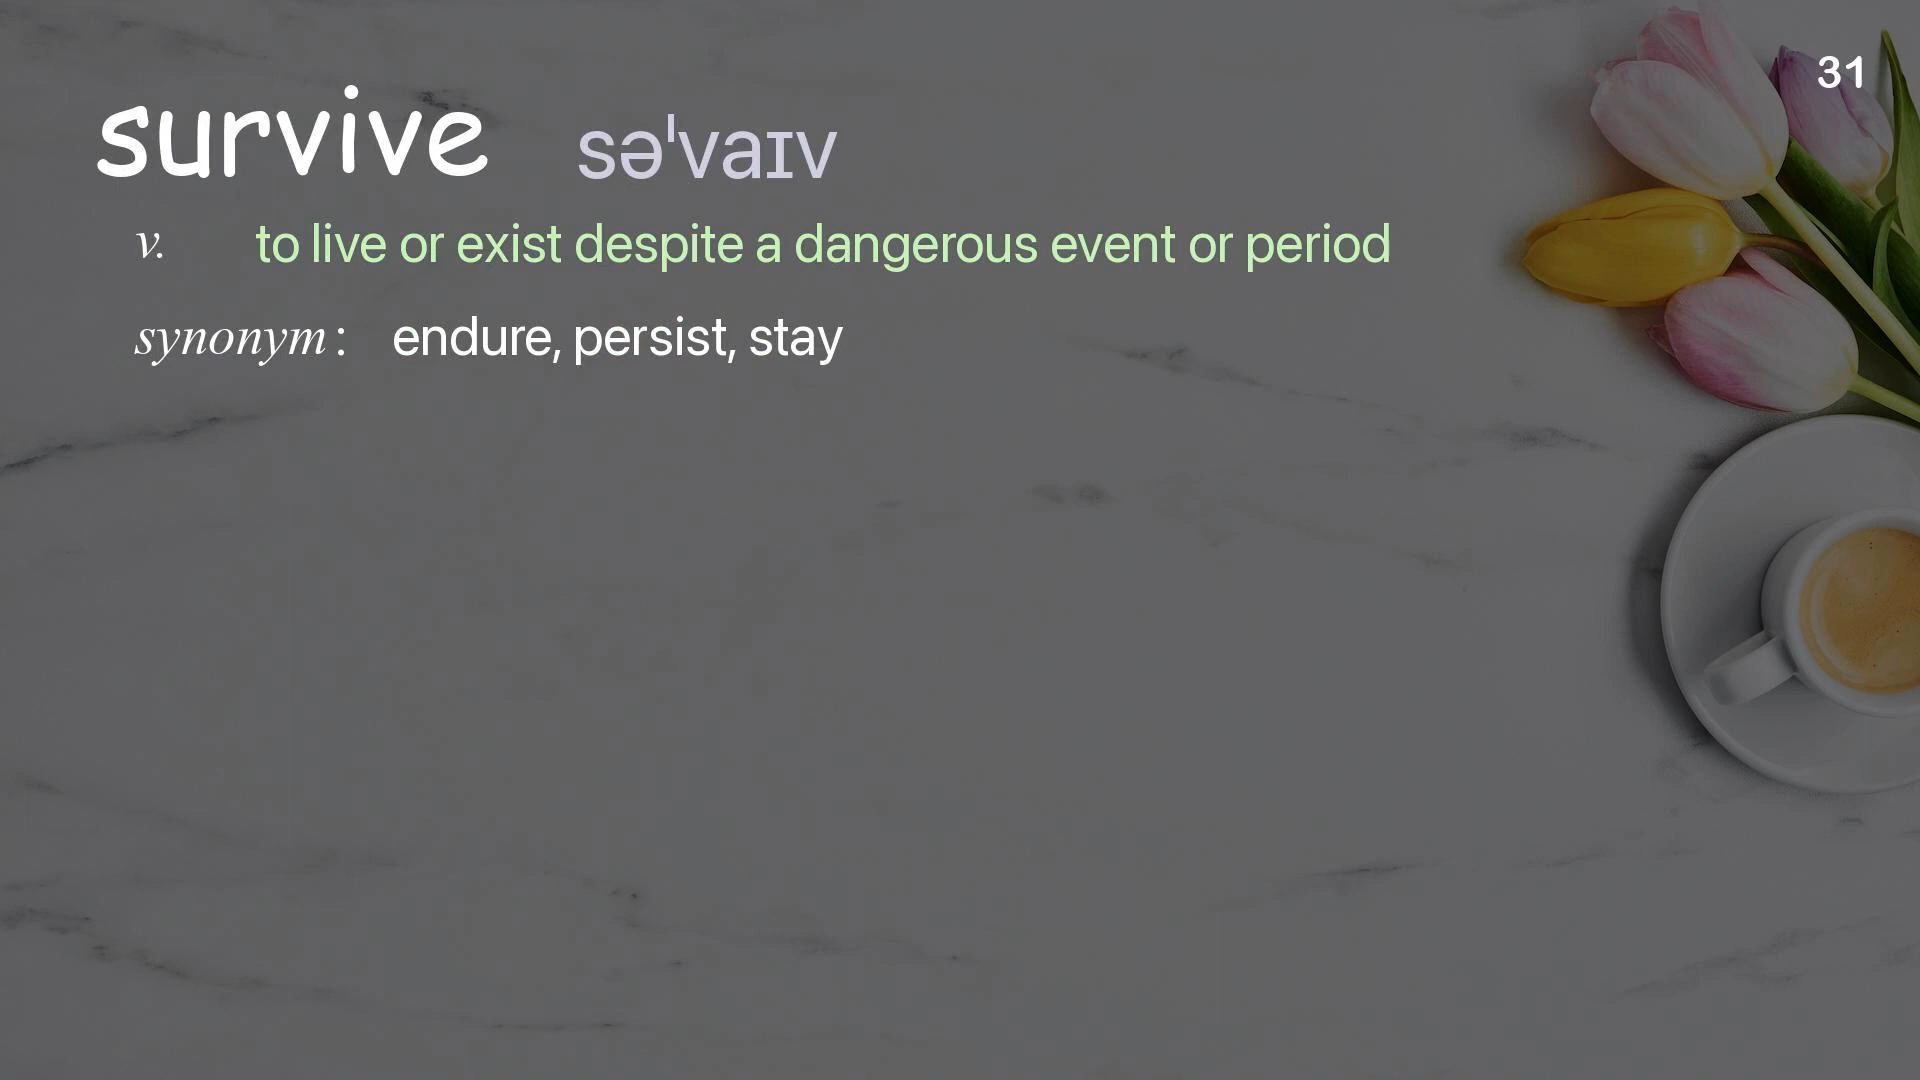 31
survive səˈvaɪv
v. to live or exist despite a dangerous event or period
synonym: endure, persist, stay